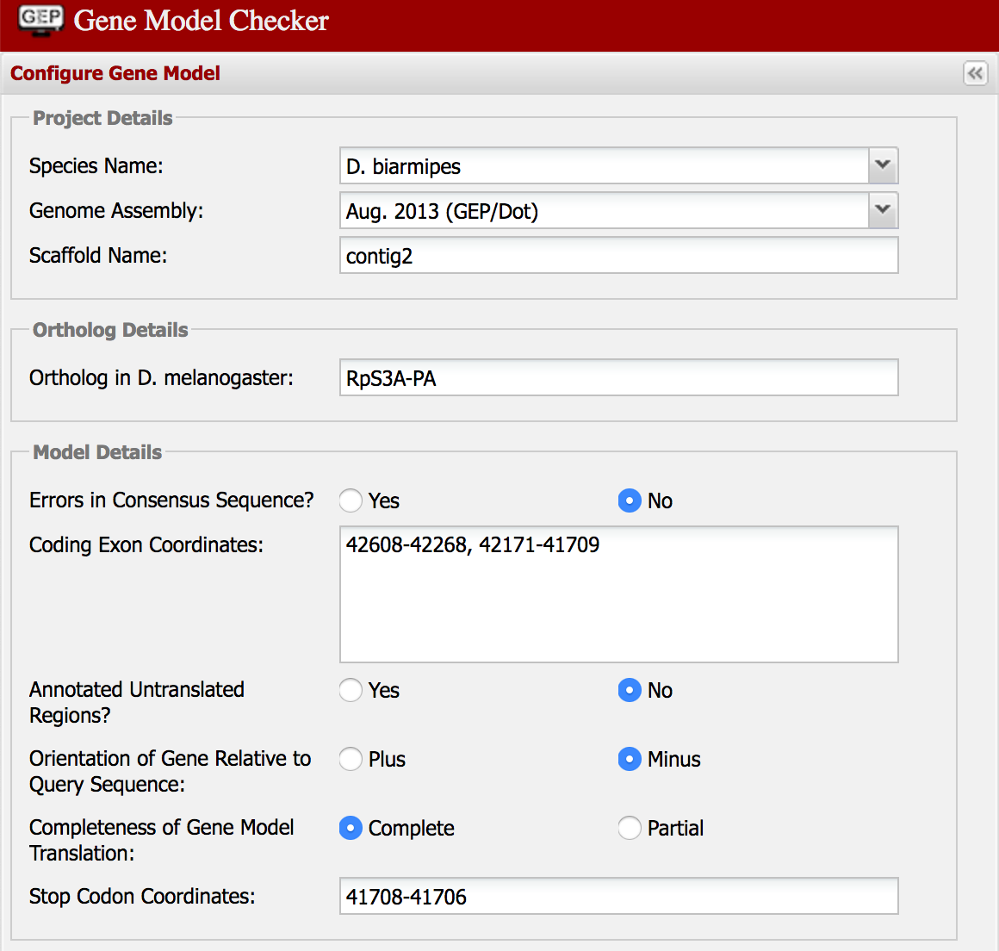 GEP Gene Model Checker
Configure Gene Model
Project Details
Species Name: D. biarmipes
Genome Assembly: Aug. 2013 (GEP/Dot)
Scaffold Name: contig2
Ortholog Details
Ortholog in D. melanogaster: RpS3A-PA
Model Details
Errors in Consensus Sequence? Yes No
Coding Exon Coordinates: 42608-42268, 42171-41709
Annotated Untranslated Yes No
Regions?
Orientation of Gene Relative to Plus Minus
Query Sequence:
Completeness of Gene Model Complete Partial
Translation:
Stop Codon Coordinates: 41708-41706